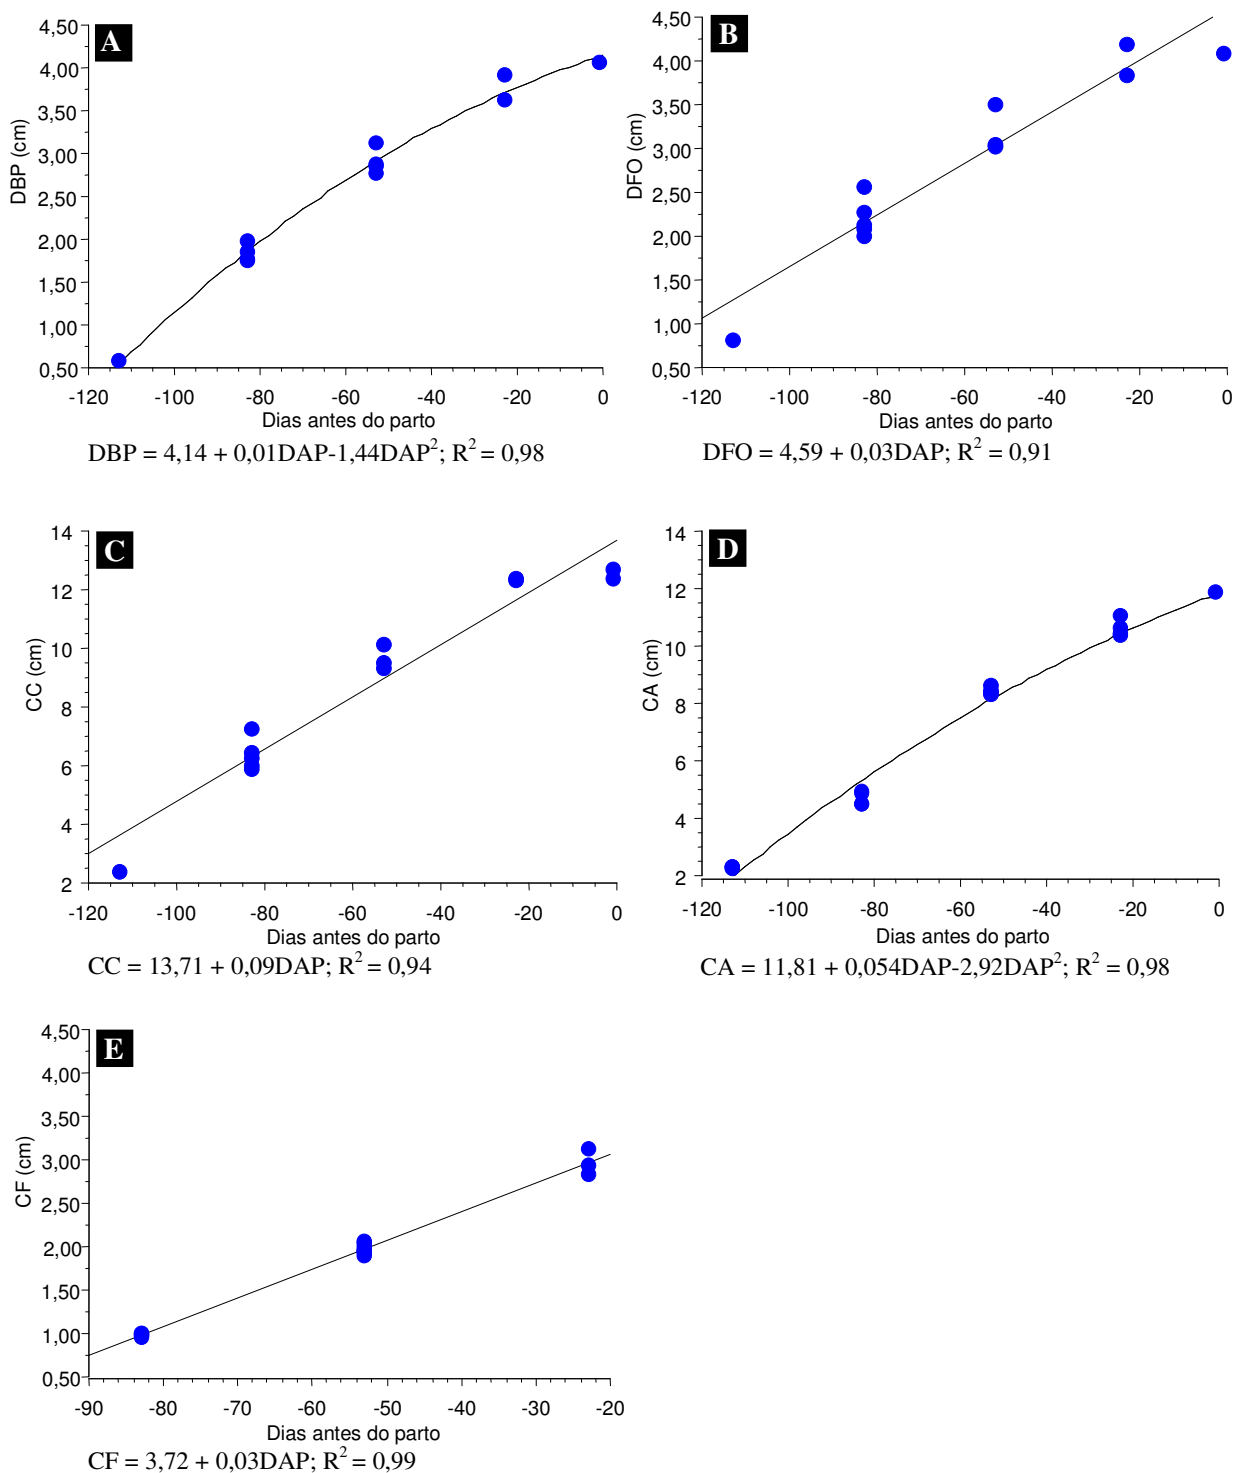 A
4,50
4,00
3,50
3,00
2,50
2,00
1,50
1,00
0,50
DBP (cm)
-120 -100 -80 -60 -40 -20 0
Dias antes do parto
DBP = 4,14 + 0,01DAP-1,44DAP²; R² = 0,98
B
4,50
4,00
3,50
3,00
2,50
2,00
1,50
1,00
0,50
DFO (cm)
-120 -100 -80 -60 -40 -20 0
Dias antes do parto
DFO = 4,59 + 0,03DAP; R² = 0,91
C
14
12
10
8
6
4
2
CC (cm)
-120 -100 -80 -60 -40 -20 0
Dias antes do parto
CC = 13,71 + 0,09DAP; R² = 0,94
D
14
12
10
8
6
4
2
CA (cm)
-120 -100 -80 -60 -40 -20 0
Dias antes do parto
CA = 11,81 + 0,054DAP-2,92DAP²; R² = 0,98
E
4,50
4,00
3,50
3,00
2,50
2,00
1,50
1,00
0,50
CF (cm)
-90 -80 -70 -60 -50 -40 -30 -20
Dias antes do parto
CF = 3,72 + 0,03DAP; R² = 0,99